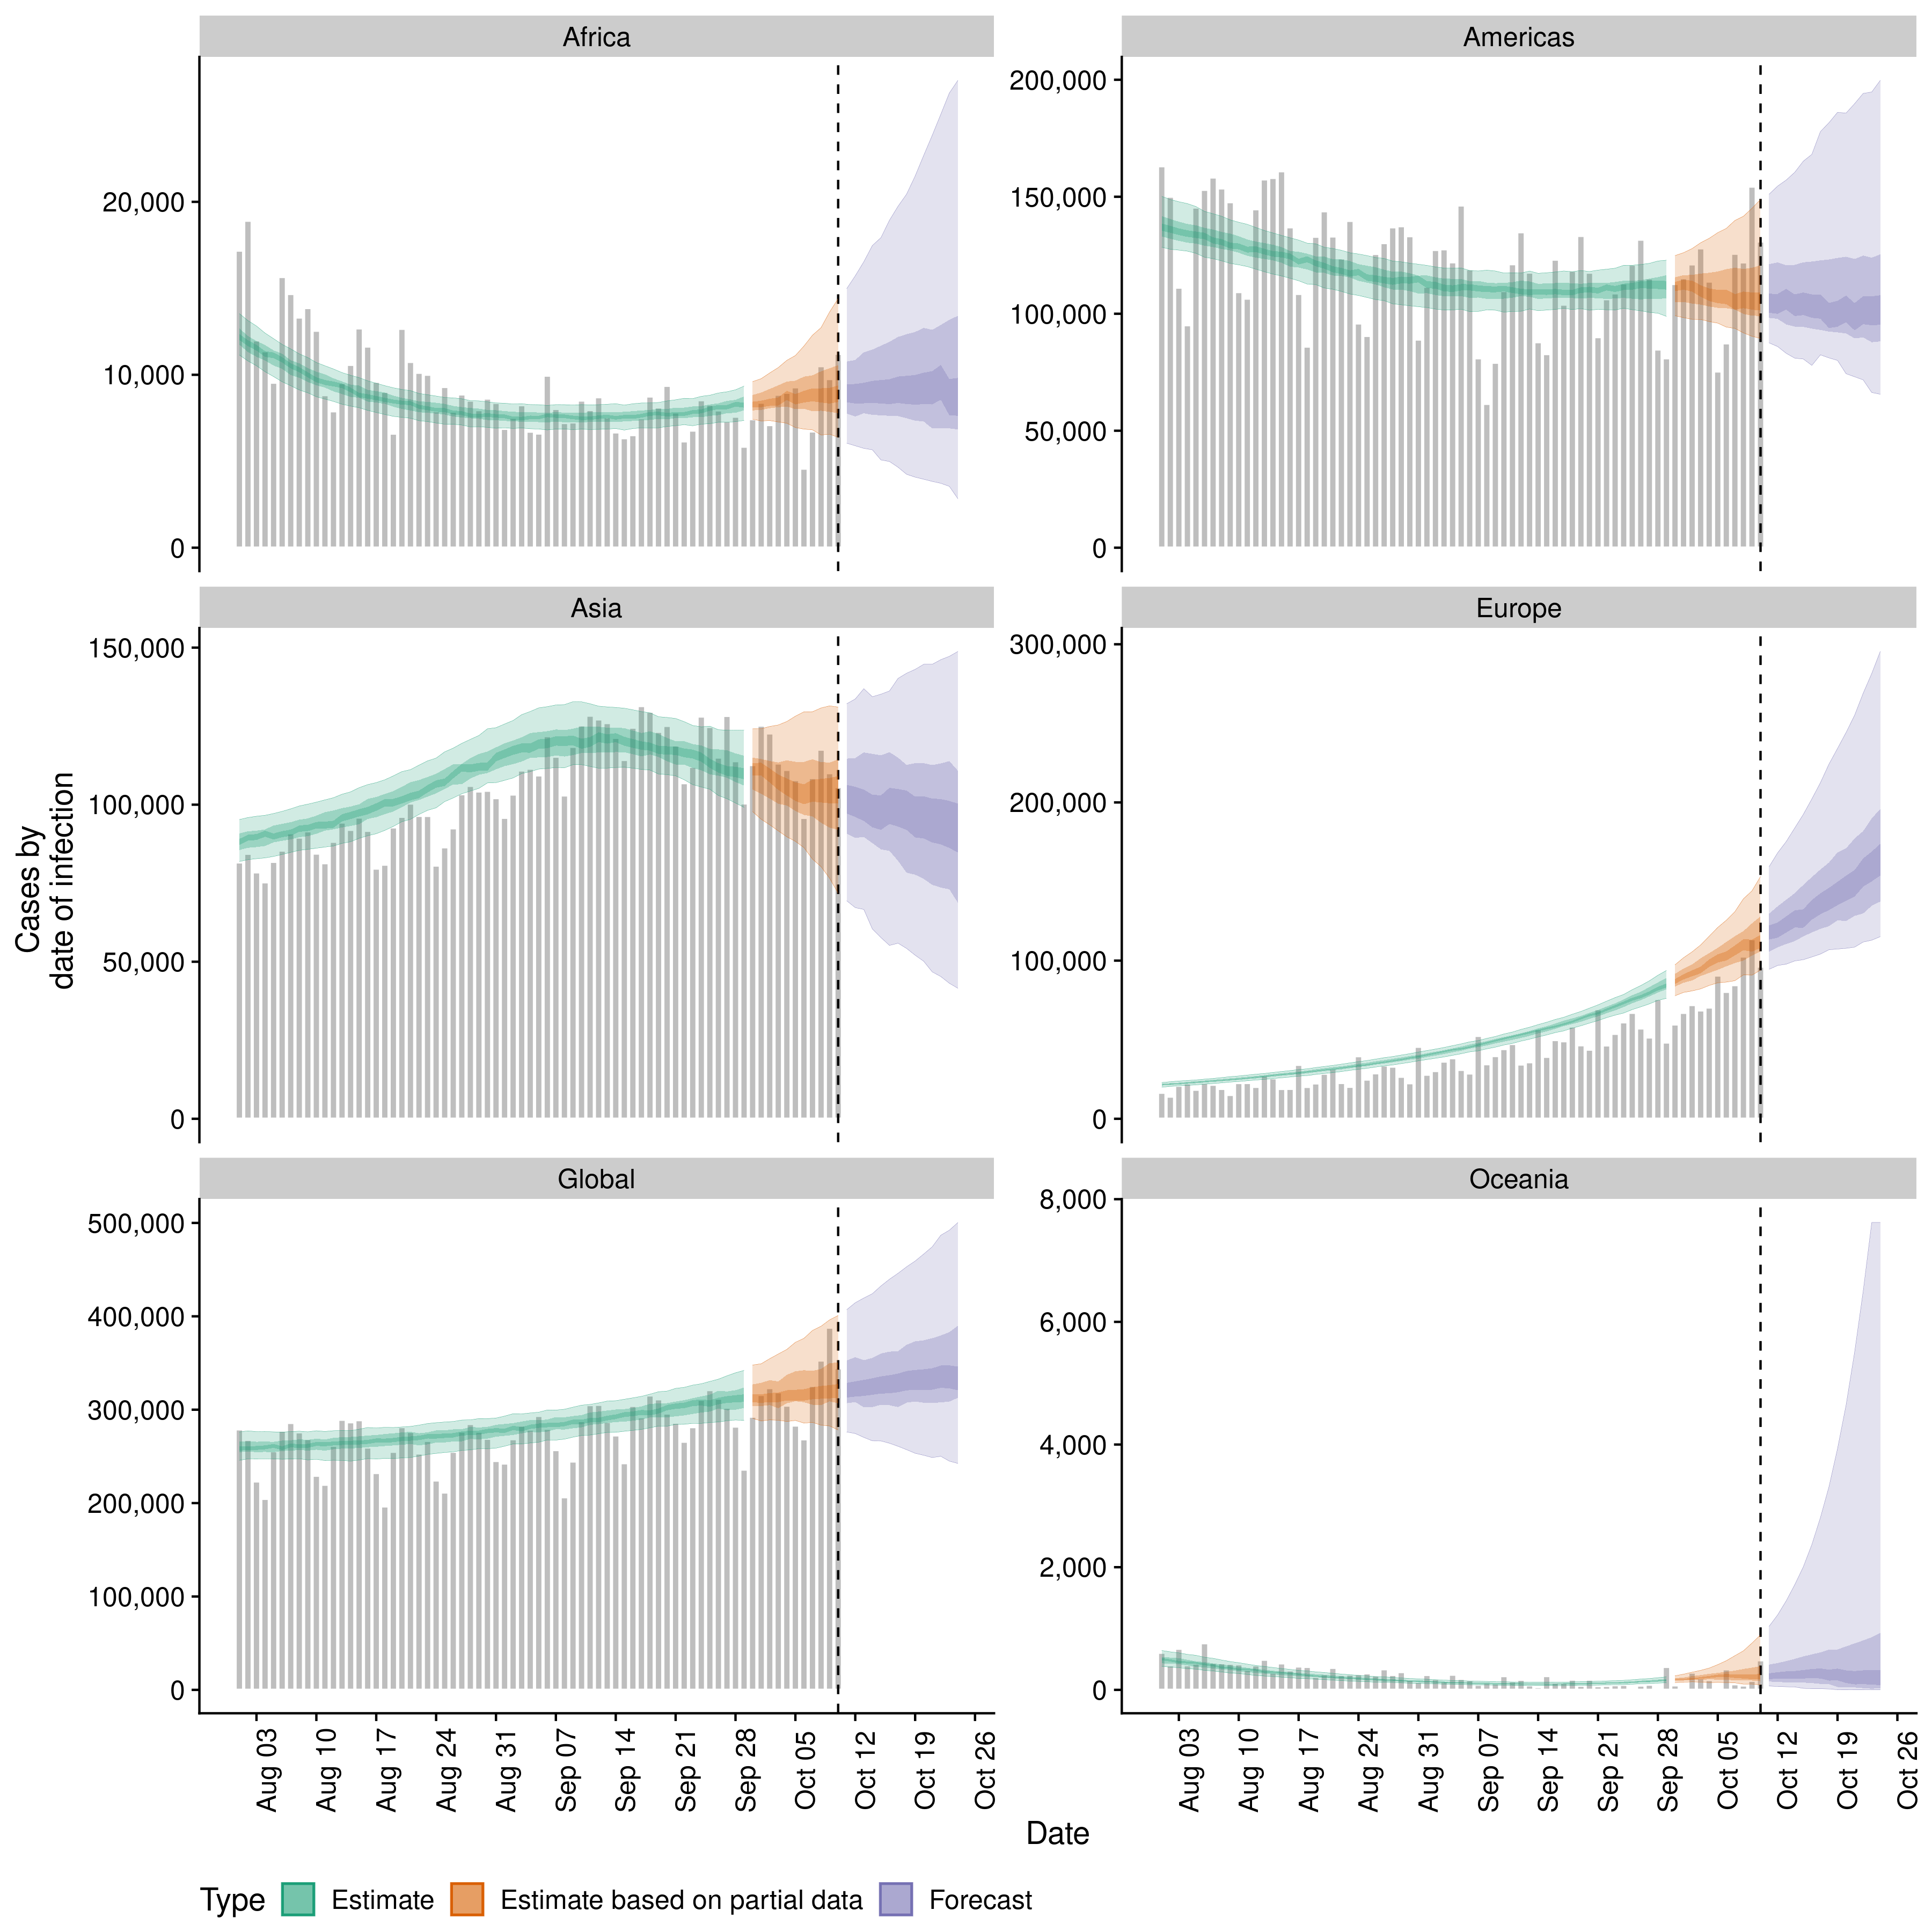 Africa
Americas
20,000
10,000
0
200,000
150,000
100,000
50,000
0
Asia
Europe
150,000
100,000
50,000
0
300,000
200,000
100,000
0
Cases by
date of infection
Global
Oceania
500,000
400,000
300,000
200,000
100,000
0
8,000
6,000
4,000
2,000
0
Aug 03
Aug 10
Aug 17
Aug 24
Aug 31
Sep 07
Sep 14
Sep 21
Sep 28
Oct 05
Oct 12
Oct 19
Oct 26
Aug 03
Aug 10
Aug 17
Aug 24
Aug 31
Sep 07
Sep 14
Sep 21
Sep 28
Oct 05
Oct 12
Oct 19
Oct 26
Date
Type Estimate Estimate based on partial data Forecast